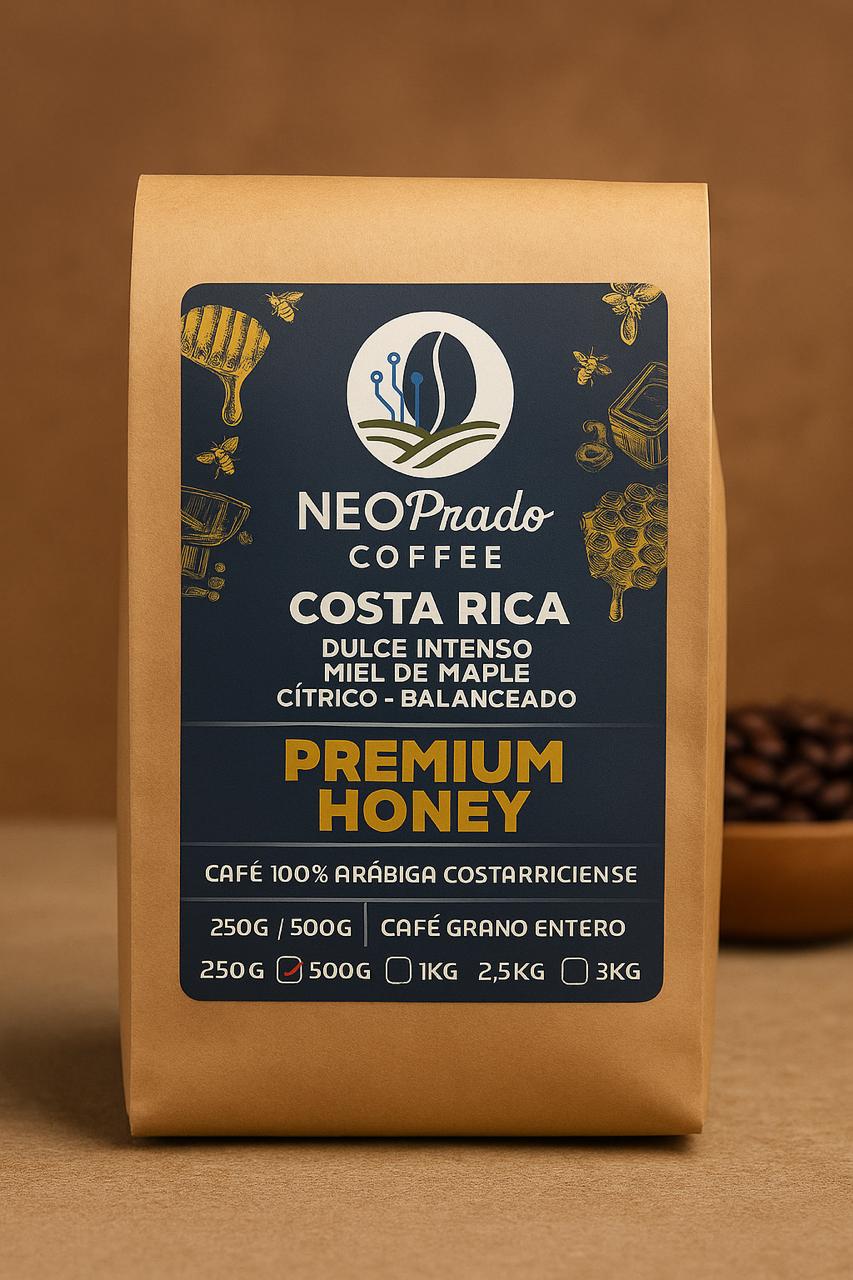 NEOPrado
COFFEE
COSTA RICA
DULCE INTENSO
MIEL DE MAPLE
CÍTRICO - BALANCEADO
PREMIUM
HONEY
CAFÉ 100% ARÁBIGA COSTARRICIENSE
250G / 500G CAFÉ GRANO ENTERO
250G 500G 1KG 2,5KG 3KG